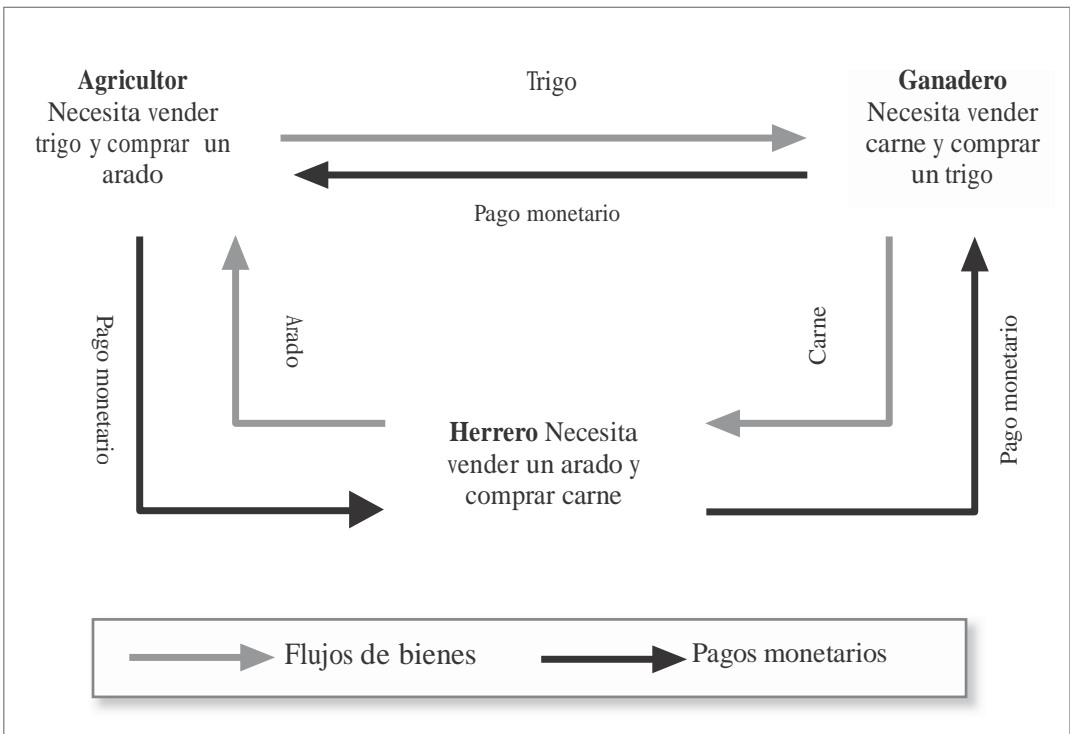 Agricultor
Necesita vender
trigo y comprar un
arado
Trigo
Ganadero
Necesita vender
carne y comprar
un trigo
Pago monetario
Pago monetario
Arado
Carne
Pago monetario
Herrero Necesita
vender un arado y
comprar carne
Flujos de bienes
Pagos monetarios